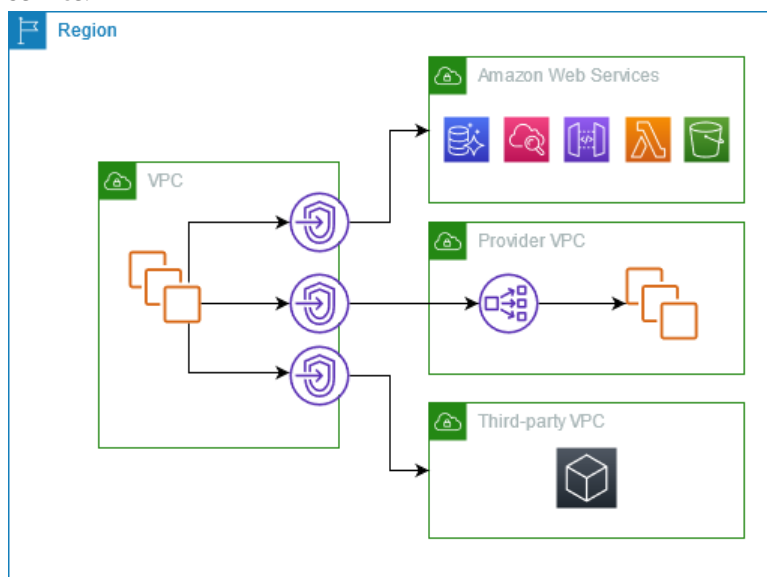 Region
Amazon Web Services
VPC
Provider VPC
Third-party VPC